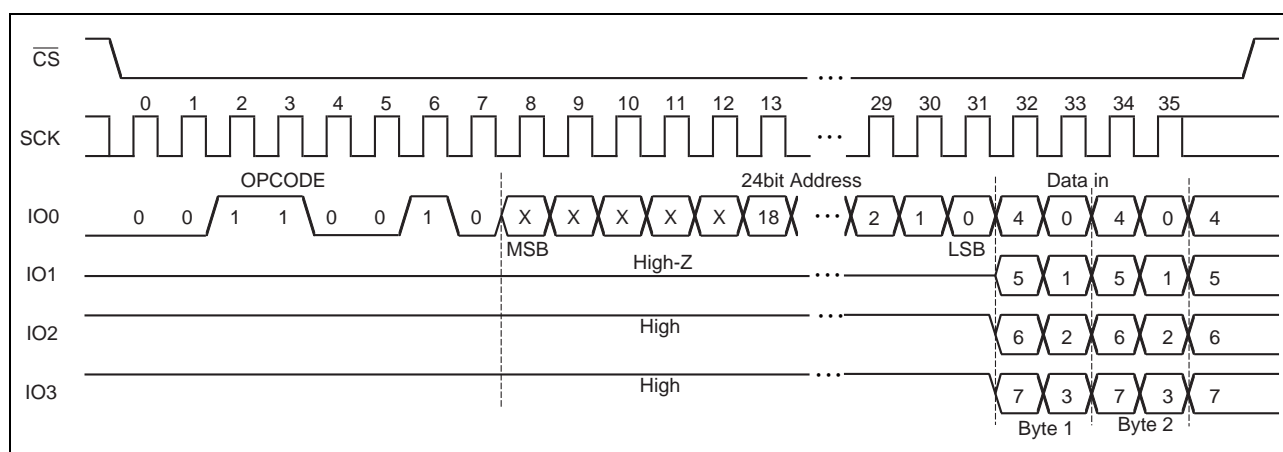 CS
0 1 2 3 4 5 6 7 8 9 10 11 12 13 ... 29 30 31 32 33 34 35
SCK ...
OPCODE 24bit Address Data in
IO0 0 0 1 1 0 0 1 0 X X X X X 18 ... 2 1 0 4 0 4 0 4
MSB LSB
IO1 High-Z ... 5 1 5 1 5
IO2 High ... 6 2 6 2 6
IO3 High ... 7 3 7 3 7
Byte 1 Byte 2